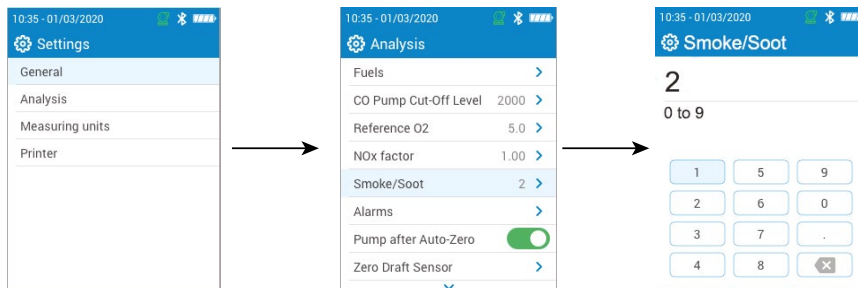 10:35 - 01/03/2020
Settings
General
Analysis
Measuring units
Printer
10:35 - 01/03/2020
Analysis
Fuels
CO Pump Cut-Off Level 2000
Reference O2 5.0
NOx factor 1.00
Smoke/Soot 2
Alarms
Pump after Auto-Zero
Zero Draft Sensor
10:35 - 01/03/2020
Smoke/Soot
2
0 to 9
1 5 9
2 6 0
3 7 .
4 8